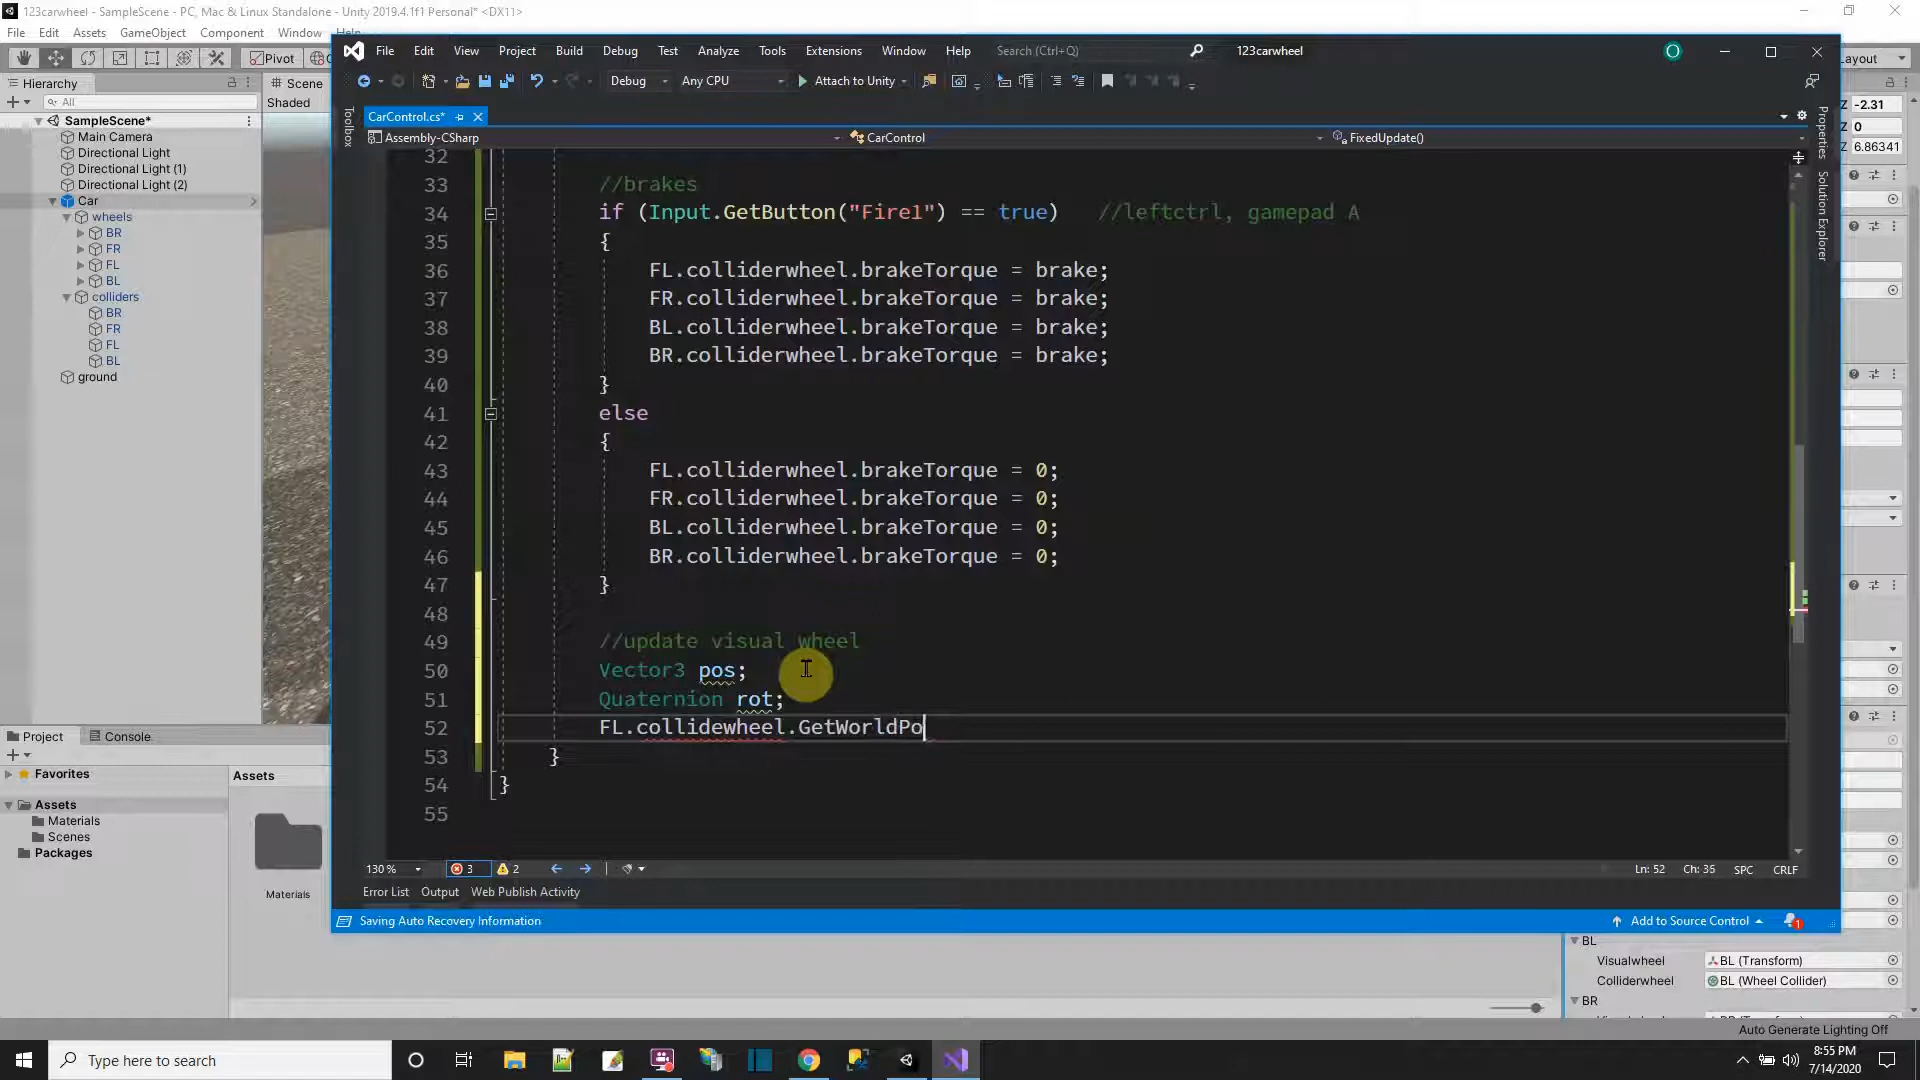 123carwheel - SampleScene - PC, Mac & Linux Standalone - Unity 2019.4.1f1 Personal* <DX11>
File Edit Assets GameObject Component Window Help
Pivot
Layout
Hierarchy
All
SampleScene*
Main Camera
Directional Light
Directional Light (1)
Directional Light (2)
Car
wheels
BR
FR
FL
BL
colliders
BR
FR
FL
BL
ground
Scene
Shaded
File Edit View Project Build Debug Test Analyze Tools Extensions Window Help Search (Ctrl+Q) 123carwheel
O
Debug Any CPU Attach to Unity
CarControl.cs*
Assembly-CSharp CarControl FixedUpdate()
Toolbox
Properties
Solution Explorer
Z -2.31
Z 0
Z 6.86341
32
33 //brakes
34 if (Input.GetButton("Fire1") == true) //leftctrl, gamepad A
35 {
36 FL.colliderwheel.brakeTorque = brake;
37 FR.colliderwheel.brakeTorque = brake;
38 BL.colliderwheel.brakeTorque = brake;
39 BR.colliderwheel.brakeTorque = brake;
40 }
41 else
42 {
43 FL.colliderwheel.brakeTorque = 0;
44 FR.colliderwheel.brakeTorque = 0;
45 BL.colliderwheel.brakeTorque = 0;
46 BR.colliderwheel.brakeTorque = 0;
47 }
48
49 //update visual wheel
50 Vector3 pos;
51 Quaternion rot;
52 FL.collidewheel.GetWorldPo
53 }
54 }
55
130 % 3 2 Ln: 52 Ch: 35 SPC CRLF
Error List Output Web Publish Activity
Saving Auto Recovery Information Add to Source Control 1
Project Console
Favorites
Assets
Materials
Scenes
Packages
Assets
Materials
BL
Visualwheel BL (Transform)
Colliderwheel BL (Wheel Collider)
BR
Auto Generate Lighting Off
Type here to search
8:55 PM
7/14/2020